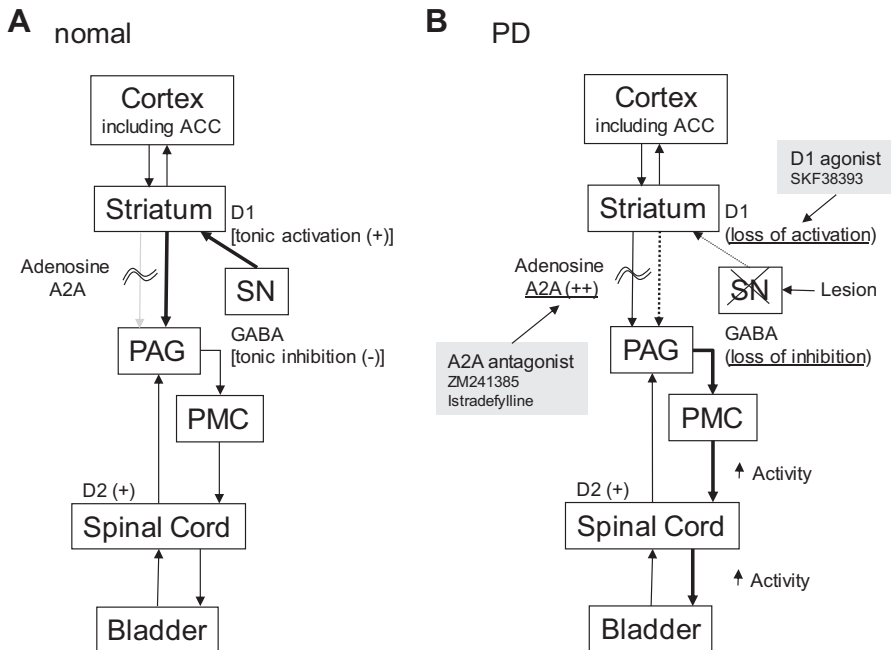 A nomal
Cortex
including ACC
Striatum
D1
[tonic activation (+)]
Adenosine
A2A
SN
GABA
[tonic inhibition (-)]
PAG
PMC
D2 (+)
Spinal Cord
Bladder
B PD
Cortex
including ACC
D1 agonist
SKF38393
Striatum
D1
(loss of activation)
Adenosine
A2A (++)
SN
Lesion
GABA
(loss of inhibition)
PAG
A2A antagonist
ZM241385
Istradefylline
PMC
Activity
D2 (+)
Spinal Cord
Activity
Bladder